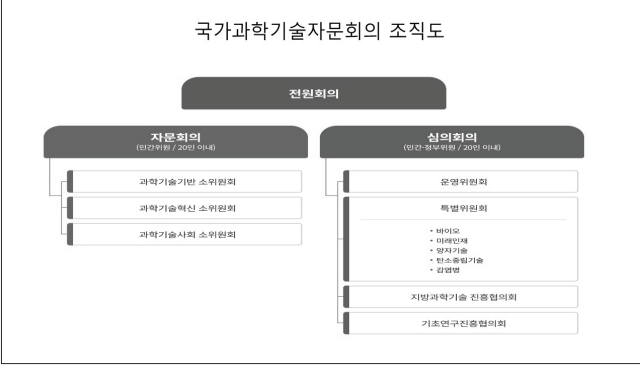 국가과학기술자문회의 조직도
전원회의
자문회의
(민간위원 / 20인 이내)
과학기술기반 소위원회
과학기술혁신 소위원회
과학기술사회 소위원회
심의회의
(민간·정부위원 / 20인 이내)
운영위원회
특별위원회
• 바이오
• 미래인재
• 양자기술
• 탄소중립기술
• 감염병
지방과학기술 진흥협의회
기초연구진흥협의회